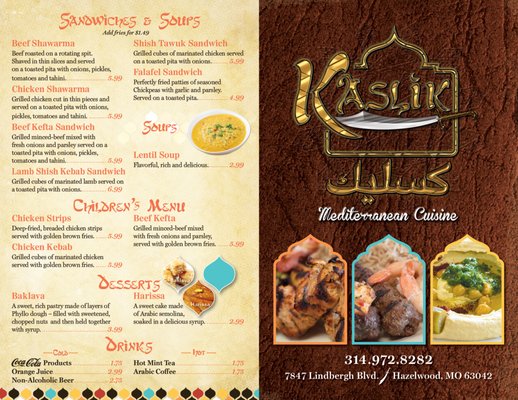 Sandwiches & Soups
Add fries for $1.49
Beef Shawarma
Beef roasted on a rotating spit.
Shaved in thin slices and served
on a toasted pita with onions, pickles,
tomatoes and tahini. 5.99
Chicken Shawarma
Grilled chicken cut in thin pieces and
served on a toasted pita with onions,
pickles, tomatoes and tahini. 5.99
Beef Kefta Sandwich
Grilled minced-beef mixed with
fresh onions and parsley served on a
toasted pita with onions, pickles,
tomatoes and tahini. 5.99
Lamb Shish Kebab Sandwich
Grilled cubes of marinated lamb served on
a toasted pita with onions. 6.99
Shish Tawuk Sandwich
Grilled cubes of marinated chicken served
on a toasted pita with onions. 5.99
Falafel Sandwich
Perfectly fried patties of seasoned
Chickpeas with garlic and parsley.
Served on a toasted pita. 4.99
Soups
Lentil Soup
Flavorful, rich and delicious. 2.99
Children's Menu
Chicken Strips
Deep-fried, breaded chicken strips
served with golden brown fries. 5.99
Chicken Kebab
Grilled cubes of marinated chicken
served with golden brown fries. 5.99
Beef Kefta
Grilled minced-beef mixed
with fresh onions and parsley,
served with golden brown fries. 5.99
Desserts
Baklava
A sweet, rich pastry made of layers of
Phyllo dough – filled with sweetened,
chopped nuts and then held together
with syrup. 3.99
Baklava
Harissa
Harissa
A sweet cake made
of Arabic semolina,
soaked in a delicious syrup. 2.99
Drinks
Cold
Coca-Cola Products 1.75
Orange Juice 2.99
Non-Alcoholic Beer 2.75
Hot
Hot Mint Tea 1.75
Arabic Coffee 1.75
Kaslik
كسليك
Mediterranean Cuisine
314.972.8282
7847 Lindbergh Blvd. / Hazelwood, MO 63042